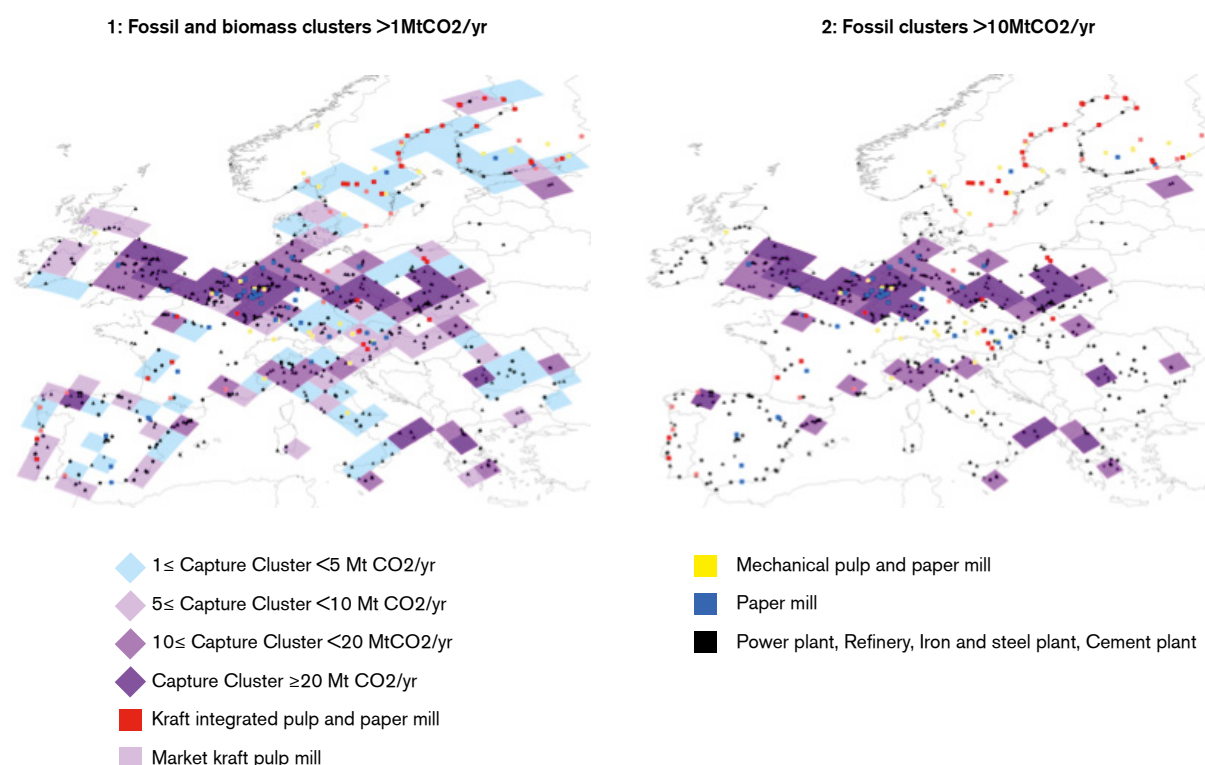 1: Fossil and biomass clusters >1MtCO2/yr
2: Fossil clusters >10MtCO2/yr
1≤ Capture Cluster <5 Mt CO2/yr
5≤ Capture Cluster <10 Mt CO2/yr
10≤ Capture Cluster <20 MtCO2/yr
Capture Cluster ≥20 Mt CO2/yr
Kraft integrated pulp and paper mill
Market kraft pulp mill
Mechanical pulp and paper mill
Paper mill
Power plant, Refinery, Iron and steel plant, Cement plant